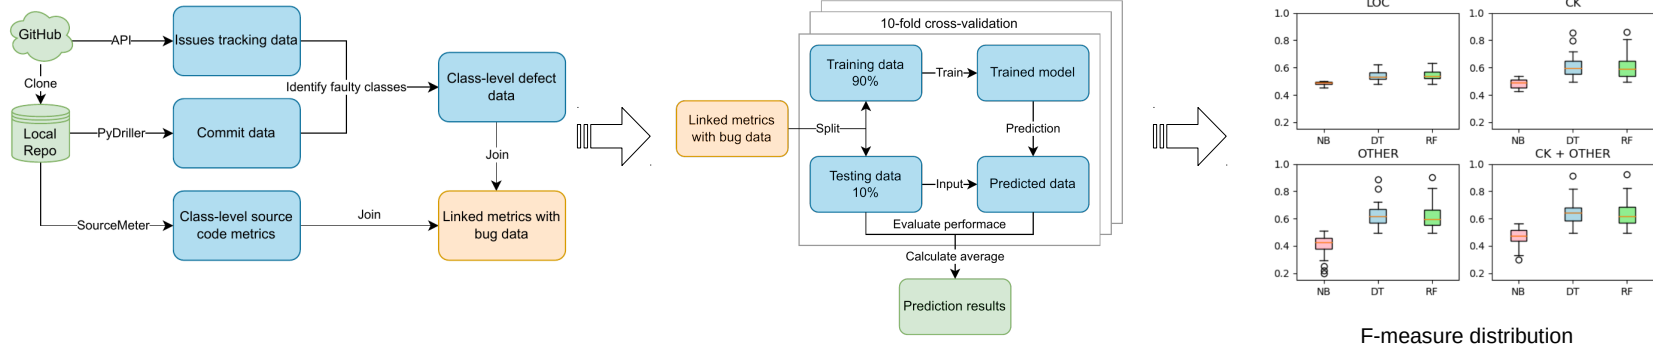 GitHub
API
Issues tracking data
Clone
Identify faulty classes
Class-level defect
data
Local
Repo
PyDriller
Commit data
Join
SourceMeter
Class-level source
code metrics
Join
Linked metrics with
bug data
10-fold cross-validation
Linked metrics
with bug data
Split
Training data
90%
Train
Trained model
Prediction
Testing data
10%
Input
Predicted data
Evaluate performace
Calculate average
Prediction results
LOC
1.0
0.8
0.6
0.4
0.2
NB
DT
RF
CK
1.0
0.8
0.6
0.4
0.2
NB
DT
RF
OTHER
1.0
0.8
0.6
0.4
0.2
NB
DT
RF
CK + OTHER
1.0
0.8
0.6
0.4
0.2
NB
DT
RF
F-measure distribution